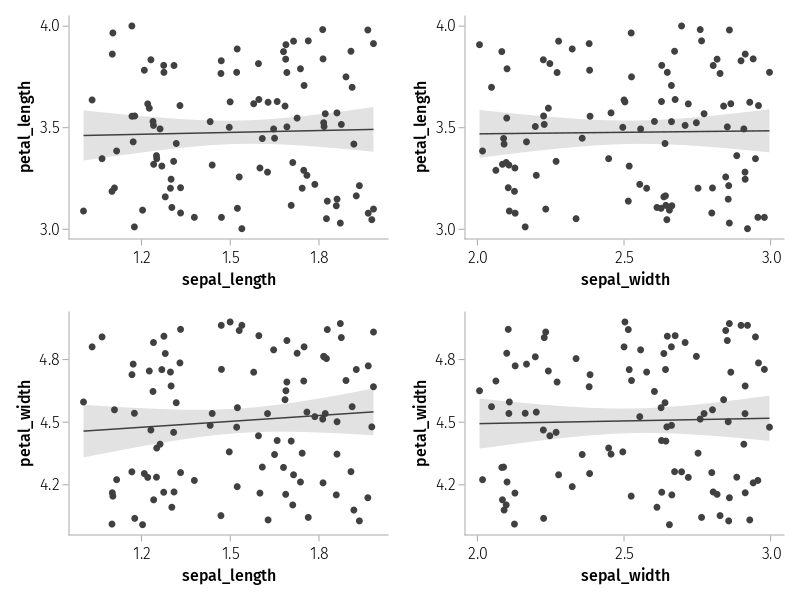 4.0
3.5
3.0
petal_length
1.2 1.5 1.8
sepal_length
4.0
3.5
3.0
petal_length
2.0 2.5 3.0
sepal_width
4.8
4.5
4.2
petal_width
1.2 1.5 1.8
sepal_length
4.8
4.5
4.2
petal_width
2.0 2.5 3.0
sepal_width